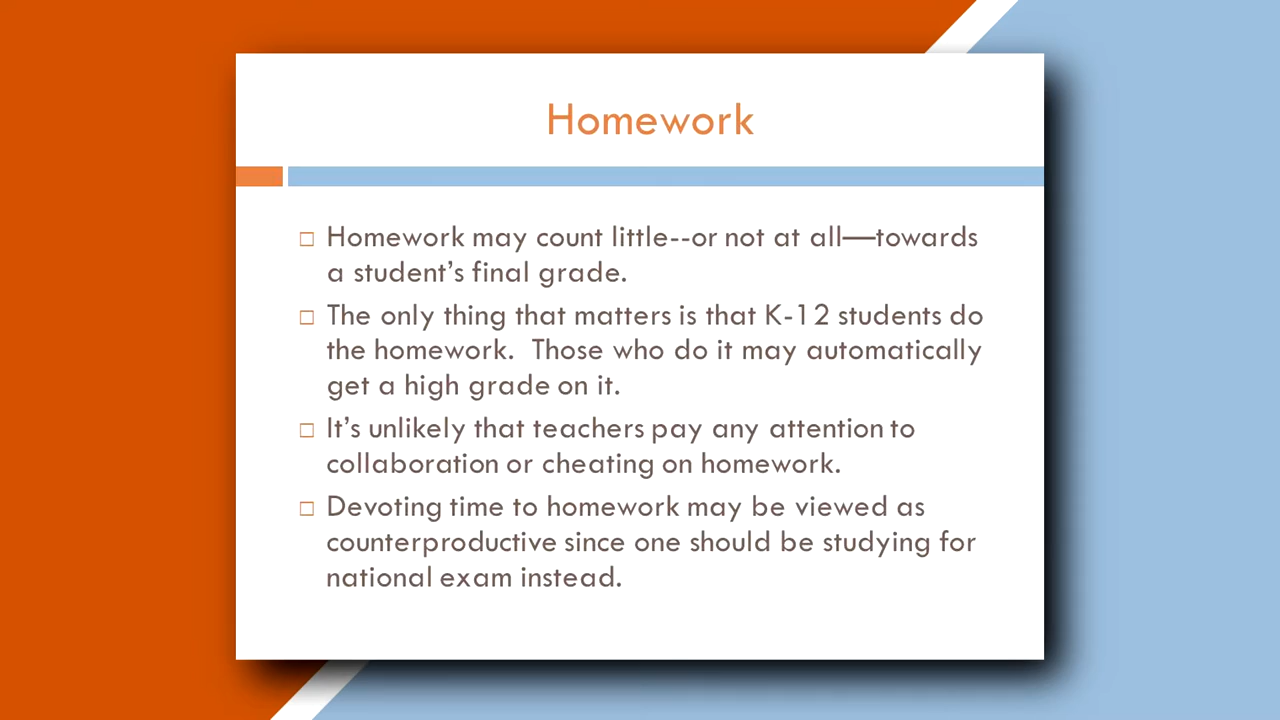 Homework
Homework may count little--or not at all—towards
a student’s final grade.
The only thing that matters is that K-12 students do
the homework.  Those who do it may automatically
get a high grade on it.
It’s unlikely that teachers pay any attention to
collaboration or cheating on homework.
Devoting time to homework may be viewed as
counterproductive since one should be studying for
national exam instead.